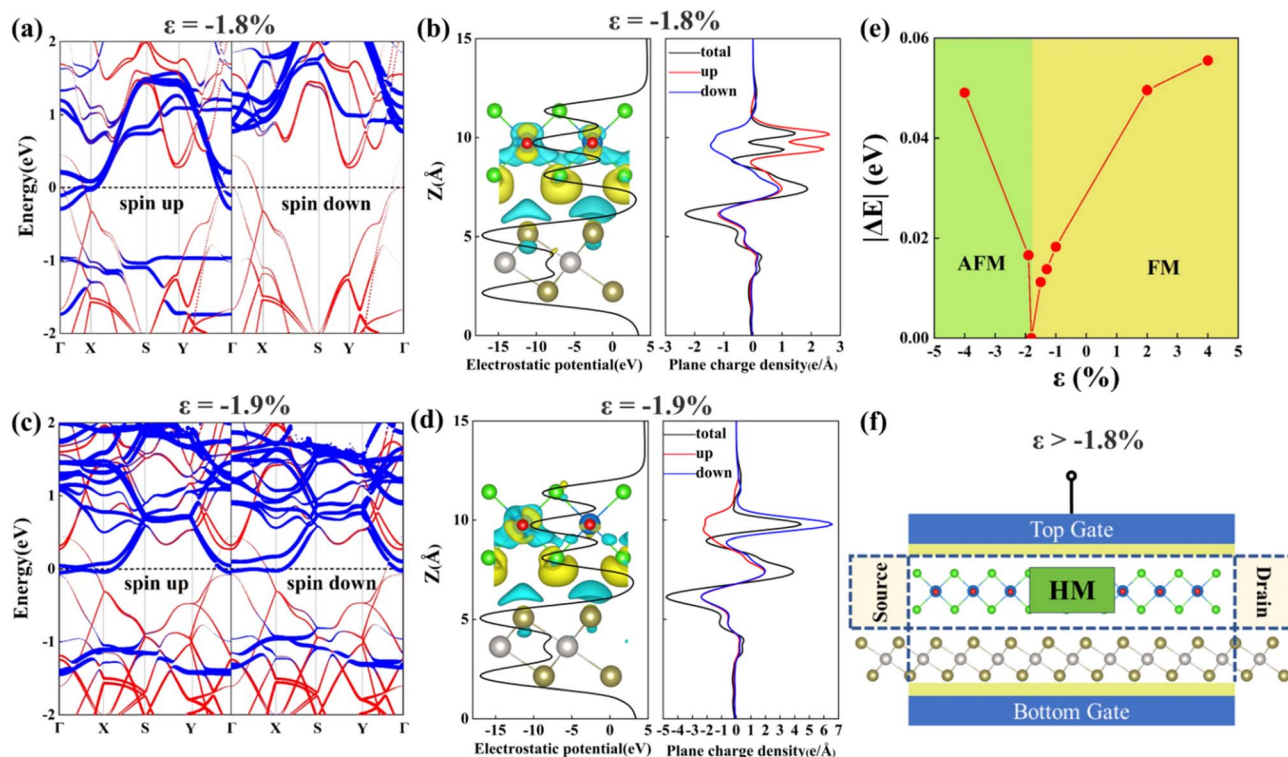 (a)
ε = -1.8%
Energy(eV)
2
1
0
-1
-2
spin up
spin down
Γ X S Y Γ X S Y Γ
(b)
ε = -1.8%
Z(Å)
15
10
5
0
-15 -10 -5 0 5
Electrostatic potential(eV)
total
up
down
-3 -2 -1 0 1 2 3
Plane charge density(e/Å)
(e)
|ΔE| (eV)
0.06
0.04
0.02
0.00
AFM
FM
-5 -4 -3 -2 -1 0 1 2 3 4 5
ε (%)
(c)
ε = -1.9%
Energy(eV)
2
1
0
-1
-2
spin up
spin down
Γ X S Y Γ X S Y Γ
(d)
ε = -1.9%
Z(Å)
15
10
5
0
-15 -10 -5 0 5
Electrostatic potential(eV)
total
up
down
-5 -4 -3 -2 -1 0 1 2 3 4 5 6 7
Plane charge density(e/Å)
(f)
ε > -1.8%
Top Gate
Source
HM
Drain
Bottom Gate